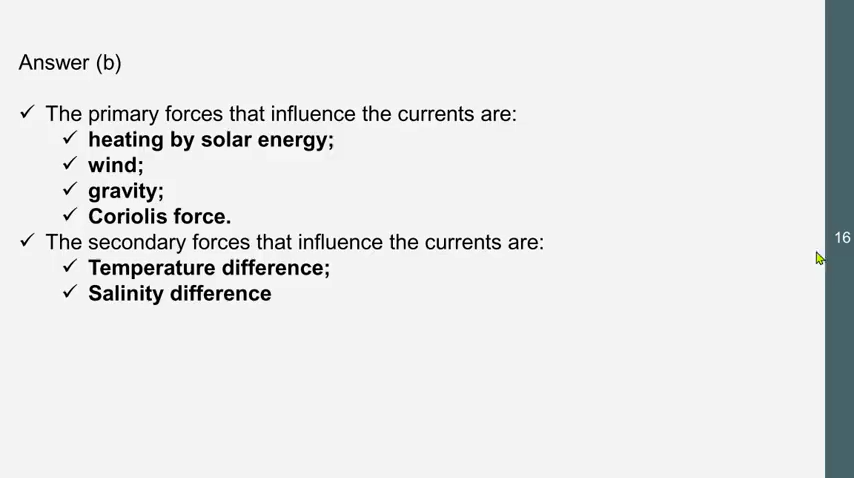 Answer (b)
✓ The primary forces that influence the currents are:
✓ heating by solar energy;
✓ wind;
✓ gravity;
✓ Coriolis force.
✓ The secondary forces that influence the currents are:
✓ Temperature difference;
✓ Salinity difference
16